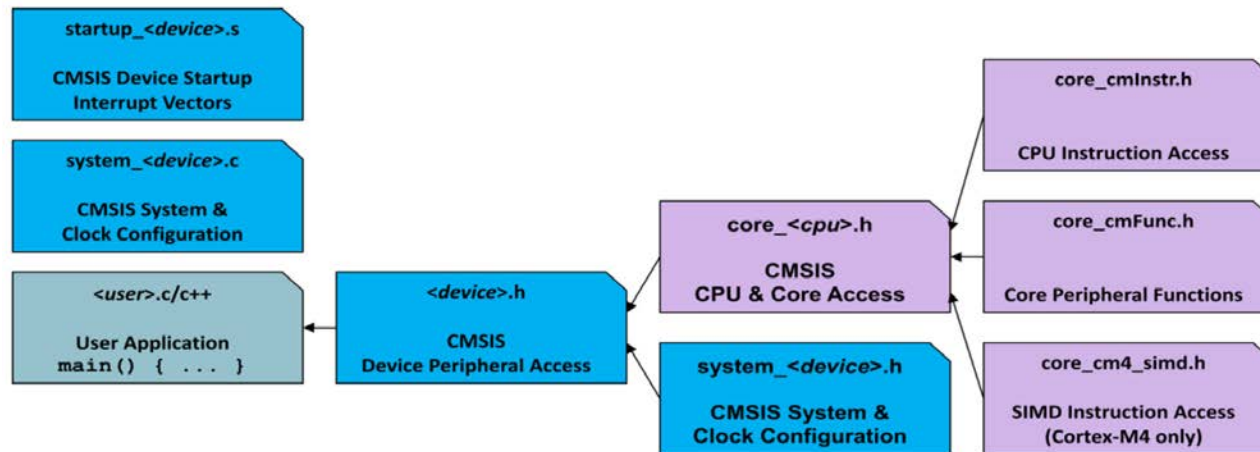 startup_<device>.s
CMSIS Device Startup
Interrupt Vectors
system_<device>.c
CMSIS System &
Clock Configuration
<user>.c/c++
User Application
main() { ... }
<device>.h
CMSIS
Device Peripheral Access
core_<cpu>.h
CMSIS
CPU & Core Access
system_<device>.h
CMSIS System &
Clock Configuration
core_cmInstr.h
CPU Instruction Access
core_cmFunc.h
Core Peripheral Functions
core_cm4_simd.h
SIMD Instruction Access
(Cortex-M4 only)